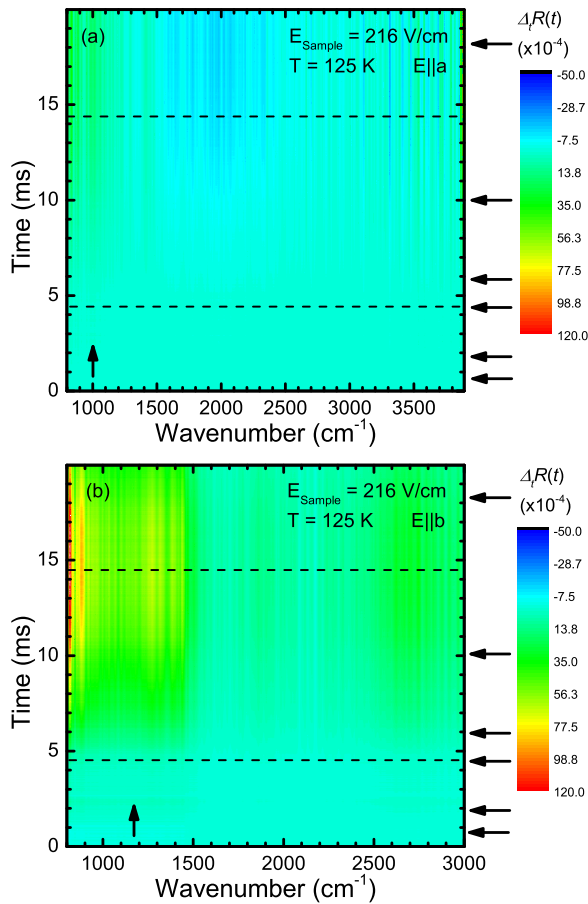 (a)
E_Sample = 216 V/cm
T = 125 K E||a
Δ_tR(t)
(x10^-4)
-50.0
-28.8
-7.5
13.8
35.0
56.3
77.5
98.8
120.0
15
10
5
0
Time (ms)
1000 1500 2000 2500 3000 3500
Wavenumber (cm^-1)
(b)
E_Sample = 216 V/cm
T = 125 K E||b
Δ_tR(t)
(x10^-4)
-50.0
-28.8
-7.5
13.8
35.0
56.3
77.5
98.8
120.0
15
10
5
0
Time (ms)
1000 1500 2000 2500 3000
Wavenumber (cm^-1)